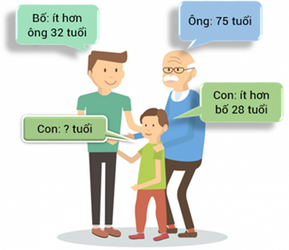 Bố: ít hơn
ông 32 tuổi
Ông: 75 tuổi
Con: ít hơn
bố 28 tuổi
Con: ? tuổi